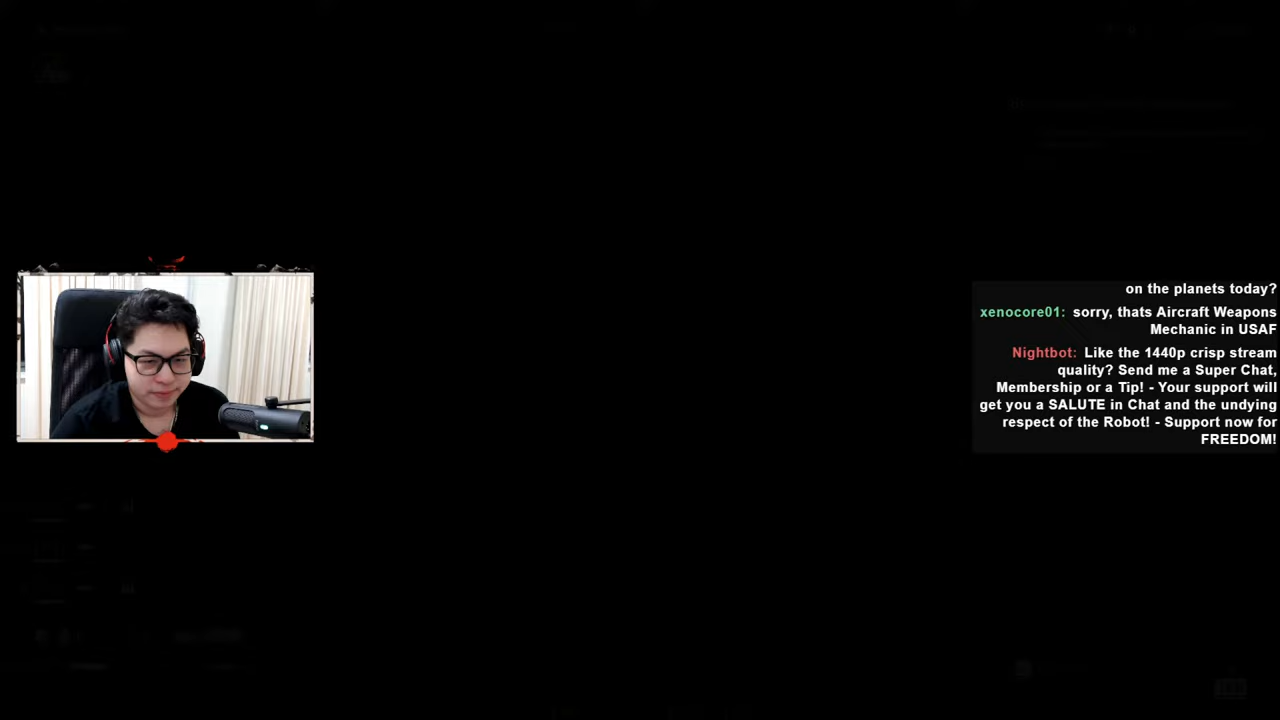 on the planets today?
xenocore01: sorry, thats Aircraft Weapons
Mechanic in USAF
Nightbot: Like the 1440p crisp stream
quality? Send me a Super Chat,
Membership or a Tip! - Your support will
get you a SALUTE in Chat and the undying
respect of the Robot! - Support now for
FREEDOM!